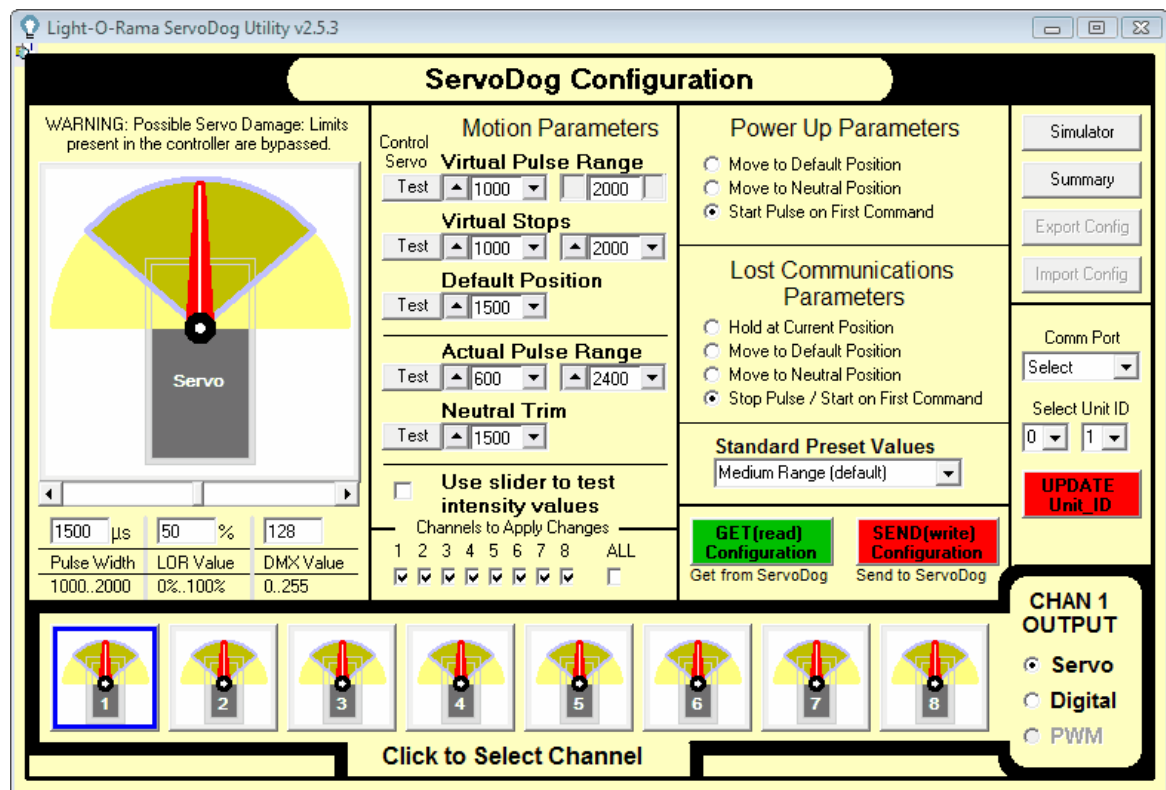 Light-O-Rama ServoDog Utility v2.5.3
ServoDog Configuration
WARNING: Possible Servo Damage: Limits
present in the controller are bypassed.
Servo
1500 µs 50 % 128
Pulse Width LOR Value DMX Value
1000..2000 0%..100% 0..255
Motion Parameters
Control
Servo
Virtual Pulse Range
Test 1000 2000
Virtual Stops
Test 1000 2000
Default Position
Test 1500
Actual Pulse Range
Test 600 2400
Neutral Trim
Test 1500
Use slider to test
intensity values
Channels to Apply Changes
1 2 3 4 5 6 7 8 ALL
Power Up Parameters
Move to Default Position
Move to Neutral Position
Start Pulse on First Command
Lost Communications
Parameters
Hold at Current Position
Move to Default Position
Move to Neutral Position
Stop Pulse / Start on First Command
Standard Preset Values
Medium Range (default)
GET(read)
Configuration
Get from ServoDog
SEND(write)
Configuration
Send to ServoDog
Simulator
Summary
Export Config
Import Config
Comm Port
Select
Select Unit ID
0 1
UPDATE
Unit_ID
1 2 3 4 5 6 7 8
Click to Select Channel
CHAN 1
OUTPUT
Servo
Digital
PWM